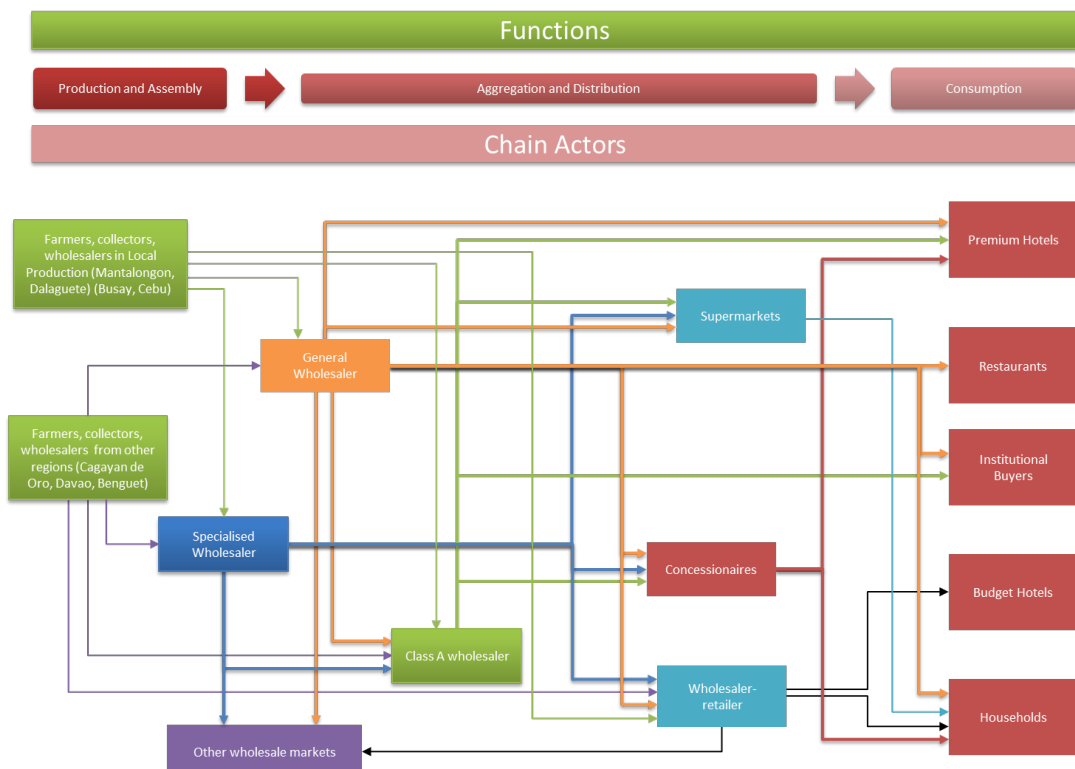 Functions
Production and Assembly
Aggregation and Distribution
Consumption
Chain Actors
Farmers, collectors,
wholesalers in Local
Production (Mantalongon,
Dalaguete) (Busay, Cebu)
Premium Hotels
Supermarkets
General
Wholesaler
Restaurants
Farmers, collectors,
wholesalers from other
regions (Cagayan de
Oro, Davao, Benguet)
Institutional
Buyers
Specialised
Wholesaler
Concessionaires
Budget Hotels
Class A wholesaler
Wholesaler-
retailer
Households
Other wholesale markets